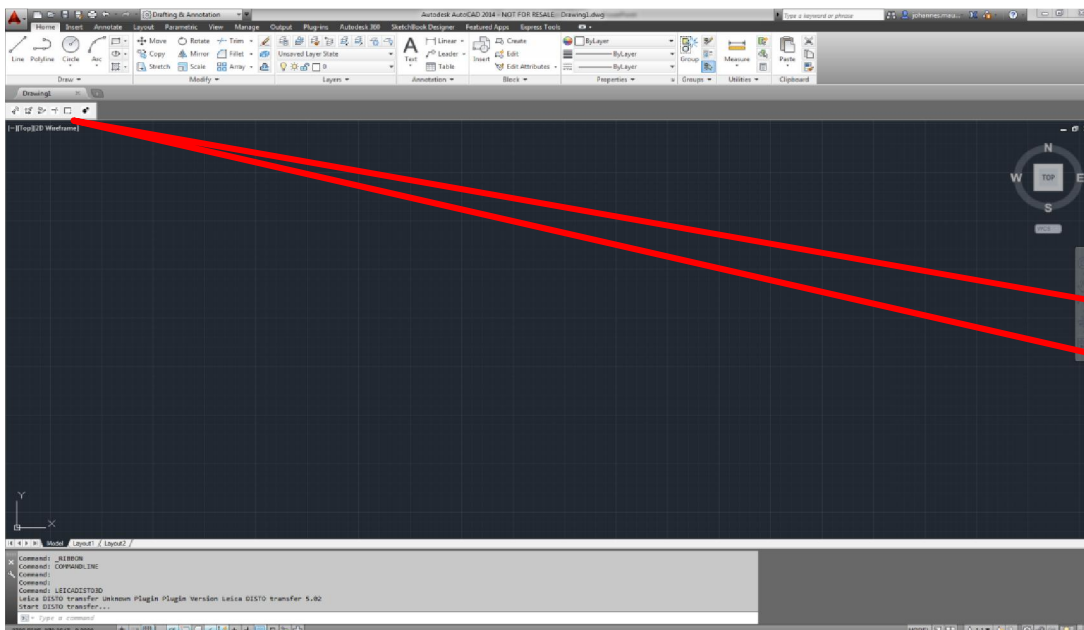 Drafting & Annotation
Autodesk AutoCAD 2014 - NOT FOR RESALE - Drawing1.dwg
Type a keyword or phrase
johannes.mau...
Home Insert Annotate Layout Parametric View Manage Output Plug-ins Autodesk 360 SketchBook Designer Featured Apps Express Tools
Move Rotate Trim Unsaved Layer State Linear Create ByLayer
Line Polyline Circle Arc Copy Mirror Fillet Text Leader Insert Edit ByLayer Group Measure Paste
Stretch Scale Array 0 Table Edit Attributes ByLayer
Draw Modify Layers Annotation Block Properties Groups Utilities Clipboard
Drawing1
[-][Top][2D Wireframe]
N
W TOP E
S
WCS
Y
X
Model Layout1 Layout2
Command: _RIBBON
Command: COMMANDLINE
Command:
Command:
Command: LEICADISTO3D
Leica DISTO transfer Unknown Plugin Plugin Version Leica DISTO transfer 5.02
Start DISTO transfer...
Type a command